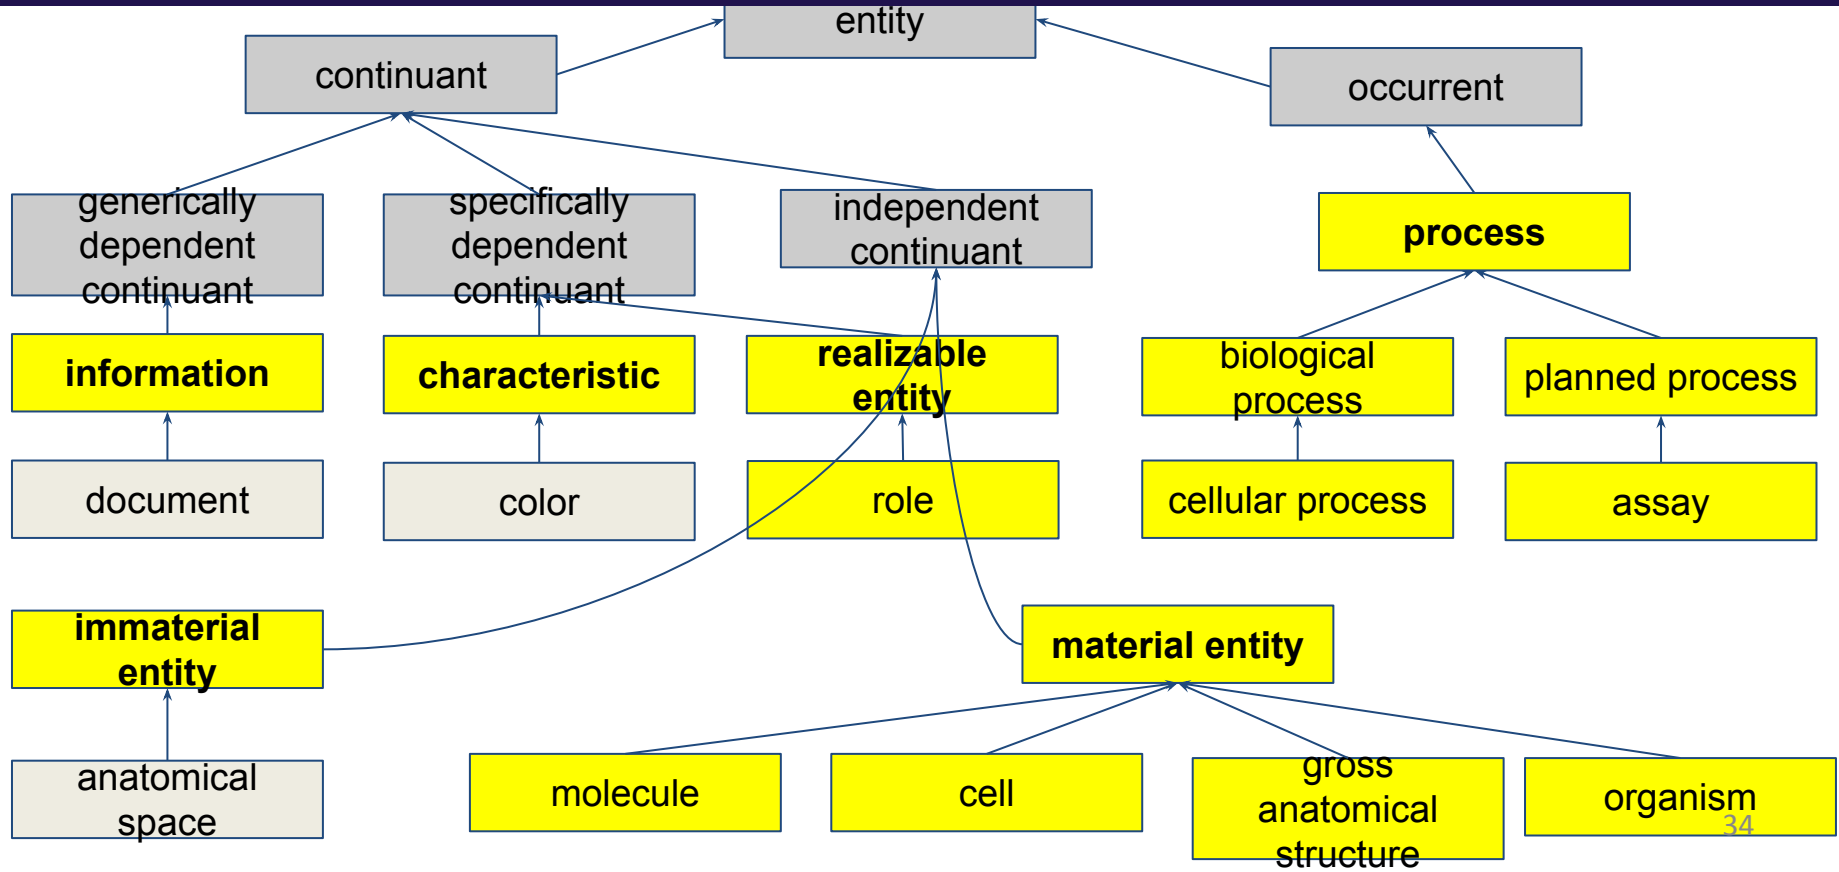 entity
continuant
occurrent
generically
dependent
continuant
specifically
dependent
continuant
independent
continuant
process
information
characteristic
realizable
entity
biological
process
planned process
document
color
role
cellular process
assay
immaterial
entity
material entity
anatomical
space
molecule
cell
gross
anatomical
structure
organism
34